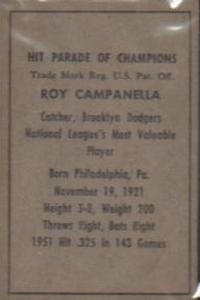 HIT PARADE OF CHAMPIONS
Trade Mark Reg. U.S. Pat. Off.
ROY CAMPANELLA
Catcher, Brooklyn Dodgers
National League's Most Valuable
Player
Born Philadelphia, Pa.
November 19, 1921
Height 5-8, Weight 200
Throws Right, Bats Right
1951 Hit .325 in 143 Games